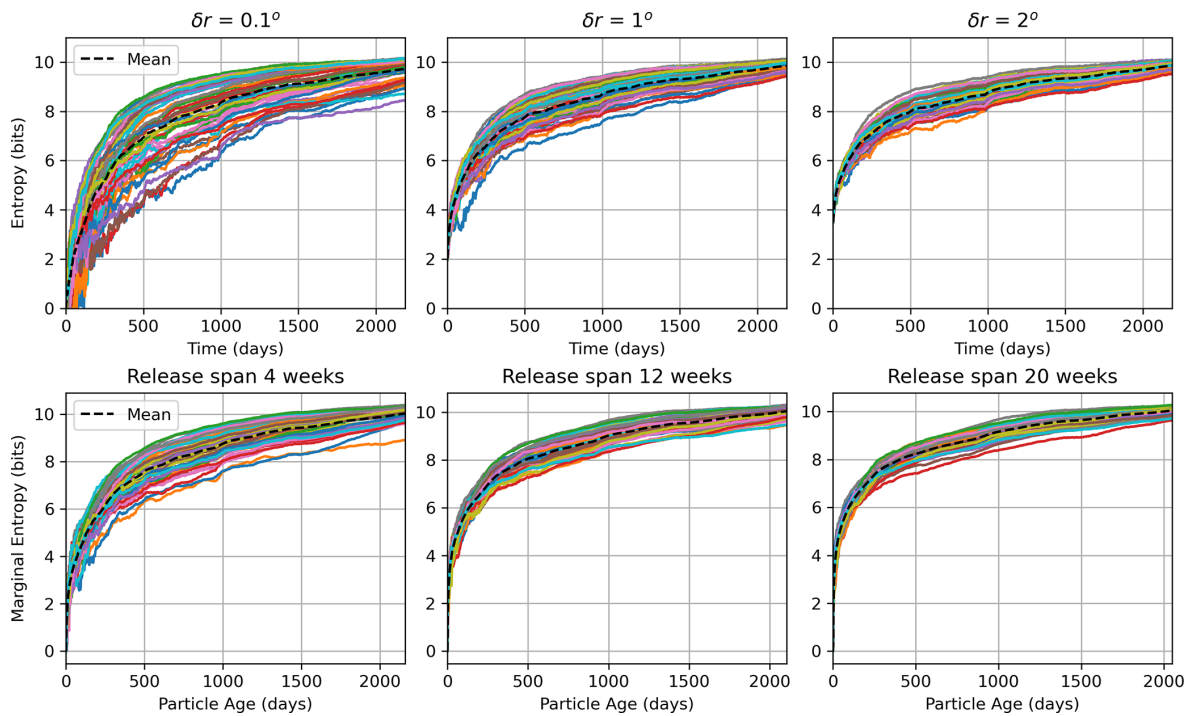 δr = 0.1°
δr = 1°
δr = 2°
Entropy (bits)
10
8
6
4
2
0
Mean
0 500 1000 1500 2000
Time (days)
0 500 1000 1500 2000
Time (days)
0 500 1000 1500 2000
Time (days)
10
8
6
4
2
0
10
8
6
4
2
0
Release span 4 weeks
Release span 12 weeks
Release span 20 weeks
Marginal Entropy (bits)
10
8
6
4
2
0
Mean
0 500 1000 1500 2000
Particle Age (days)
10
8
6
4
2
0
0 500 1000 1500 2000
Particle Age (days)
10
8
6
4
2
0
0 500 1000 1500 2000
Particle Age (days)